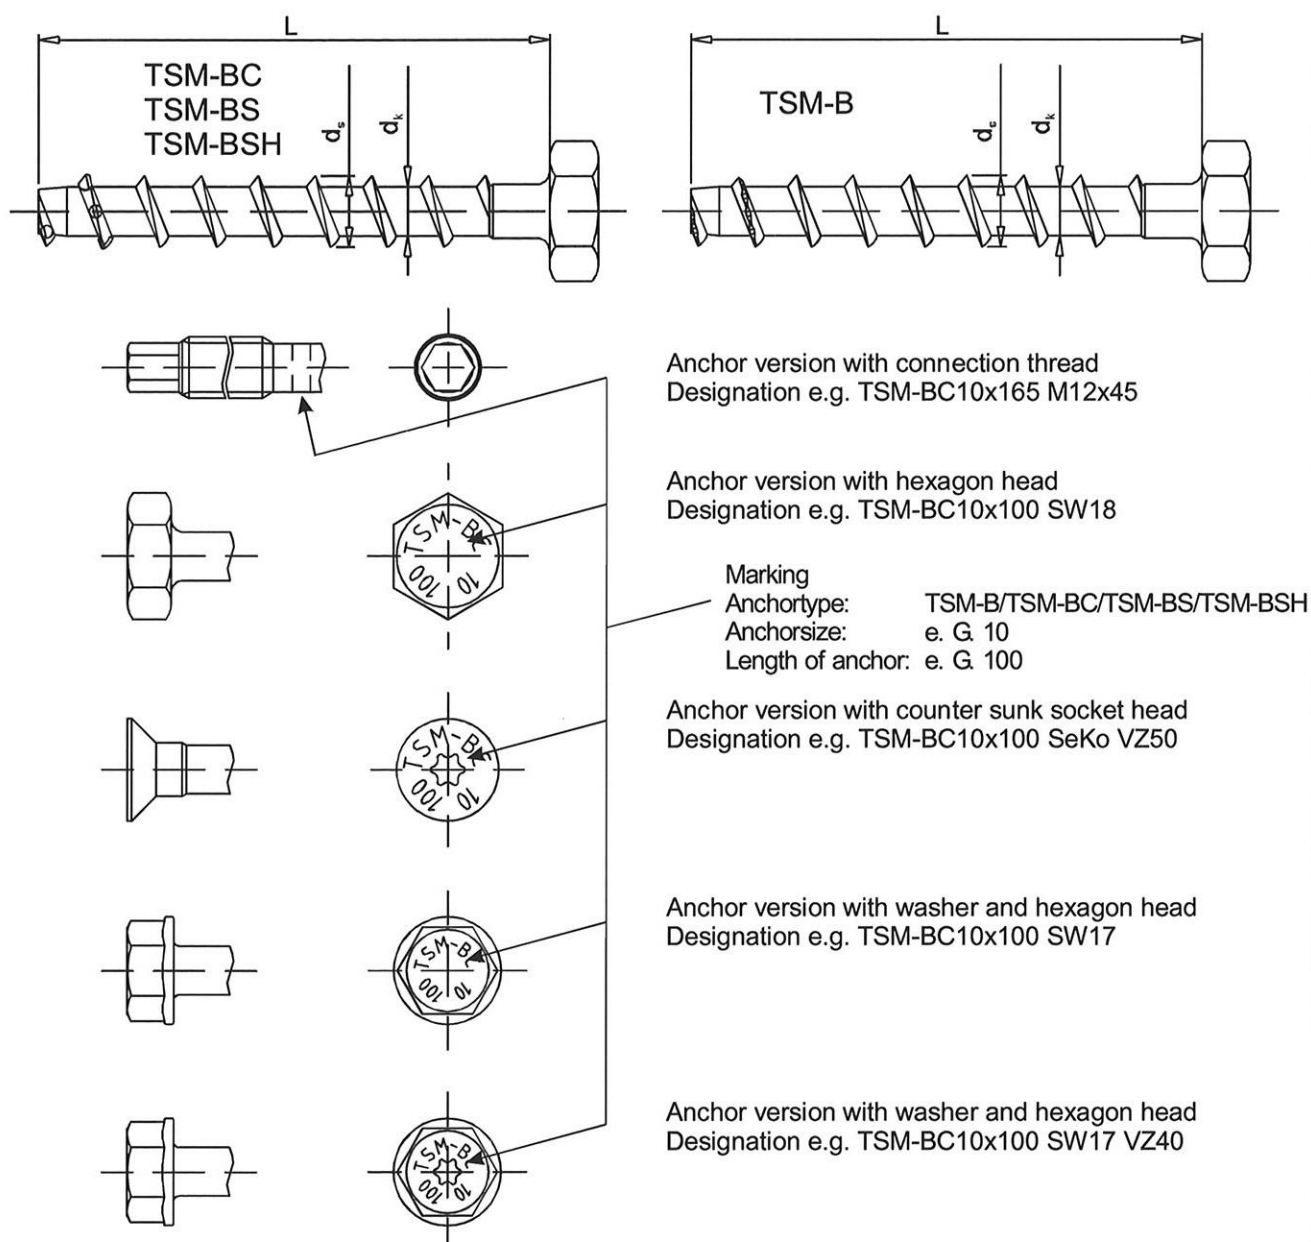 L
TSM-BC
TSM-BS
TSM-BSH
dₛ
dₖ
L
TSM-B
dₛ
dₖ
Anchor version with connection thread
Designation e.g. TSM-BC10x165 M12x45
Anchor version with hexagon head
Designation e.g. TSM-BC10x100 SW18
TSM-BC
10 100
Marking
Anchortype: TSM-B/TSM-BC/TSM-BS/TSM-BSH
Anchorsize: e. G. 10
Length of anchor: e. G. 100
Anchor version with counter sunk socket head
Designation e.g. TSM-BC10x100 SeKo VZ50
TSM-BC
10 100
Anchor version with washer and hexagon head
Designation e.g. TSM-BC10x100 SW17
TSM-BC
10 100
Anchor version with washer and hexagon head
Designation e.g. TSM-BC10x100 SW17 VZ40
TSM-BC
10 100